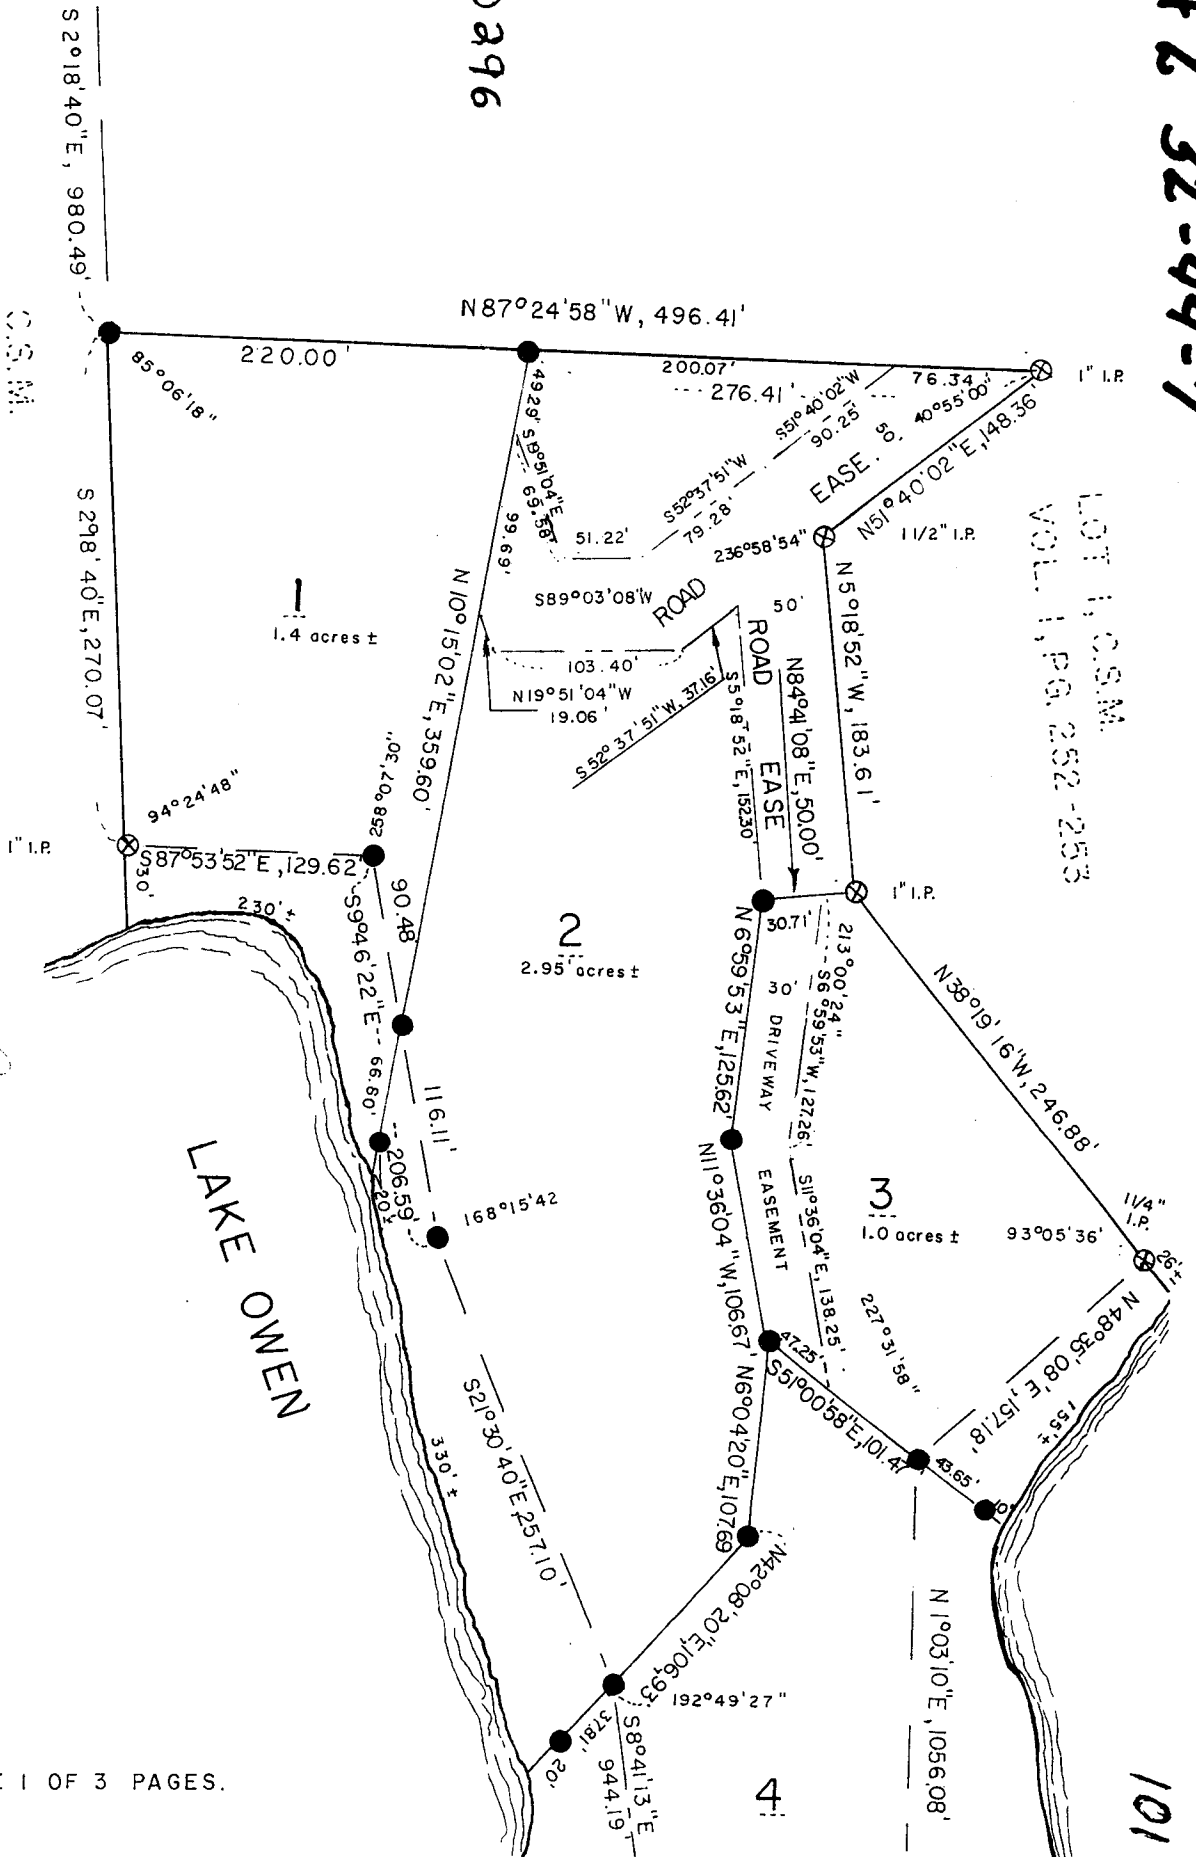 32-44-7
0296
S2°18'40"E, 980.49'
N87°24'58"W, 496.41'
220.00'
200.07'
276.41'
76.34
40°55'00"
1" I.P.
85°06'18"
C.S.M.
49.29'
S19°51'04"E
69.58'
99.69'
S51°40'02"W
90.25'
50'
EASE.
N51°40'02"E, 148.36'
S52°37'51"W
79.28'
51.22'
236°58'54"
1 1/2" I.P.
LOT 1, C.S.M.
VOL. 1, PG. 252-253
S2°18'40"E, 270.07'
1
1.4 acres ±
N10°15'02"E, 359.60'
S89°03'08"W
ROAD
103.40'
N19°51'04"W
19.06'
S52°37'51"W, 37.16'
50'
ROAD
EASE
S5°18'52"E, 152.30'
N84°41'08"E, 50.00'
N5°18'52"W, 183.61'
94°24'48"
1" I.P.
S87°53'52"E, 129.62'
258°07'30"
30'
230'±
90.48'
S9°46'22"E
66.80'
2
2.95 acres ±
30.71'
1" I.P.
213°00'24"
N6°59'53"E, 125.62'
30'
DRIVEWAY
EASEMENT
S6°59'53"W, 127.26'
N38°19'16"W, 246.88'
116.11'
206.59'
20'±
168°15'42
N11°36'04"W, 106.67'
S11°36'04"E, 138.25'
3
1.0 acres ±
93°05'36'
1 1/4"
I.P.
26'±
LAKE OWEN
227°31'58"
N48°35'08"E, 157.18'
155'±
47.25'
S51°00'58"E, 101.47'
43.65'
10'
330'±
S21°30'40"E, 257.10'
N6°04'20"E, 107.69
N42°08'20"E, 106.93'
192°49'27"
37.81'
20'
S8°41'13"E
944.19'
N1°03'10"E, 1056.08'
4
101
1 OF 3 PAGES.